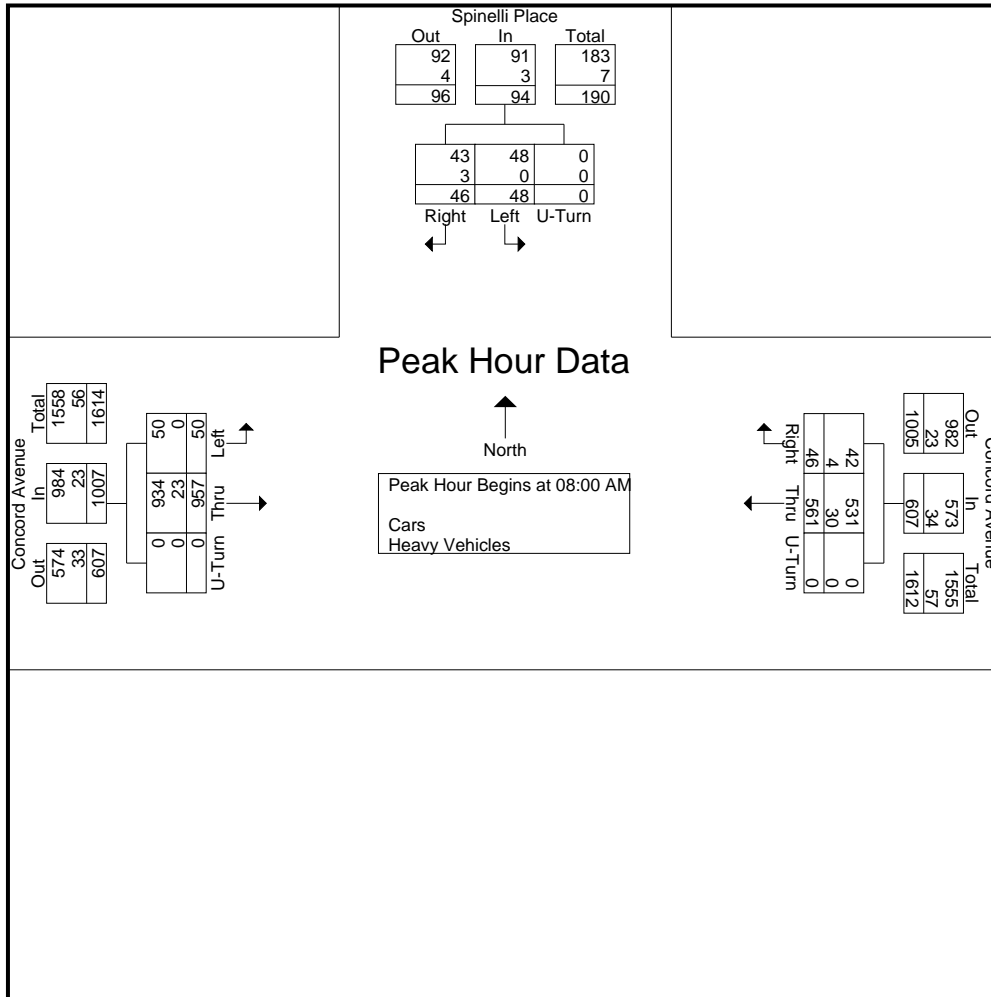 Spinelli Place
Out In Total
92 91 183
4 3 7
96 94 190
43 48 0
3 0 0
46 48 0
Right Left U-Turn
Peak Hour Data
North
Peak Hour Begins at 08:00 AM
Cars
Heavy Vehicles
Concord Avenue
Out In Total
574 984 1558
33 23 56
607 1007 1614
50 934 0
0 23 0
50 957 0
Left Thru U-Turn
Concord Avenue
Out In Total
982 573 1555
23 34 57
1005 607 1612
42 531 0
4 30 0
46 561 0
Right Thru U-Turn